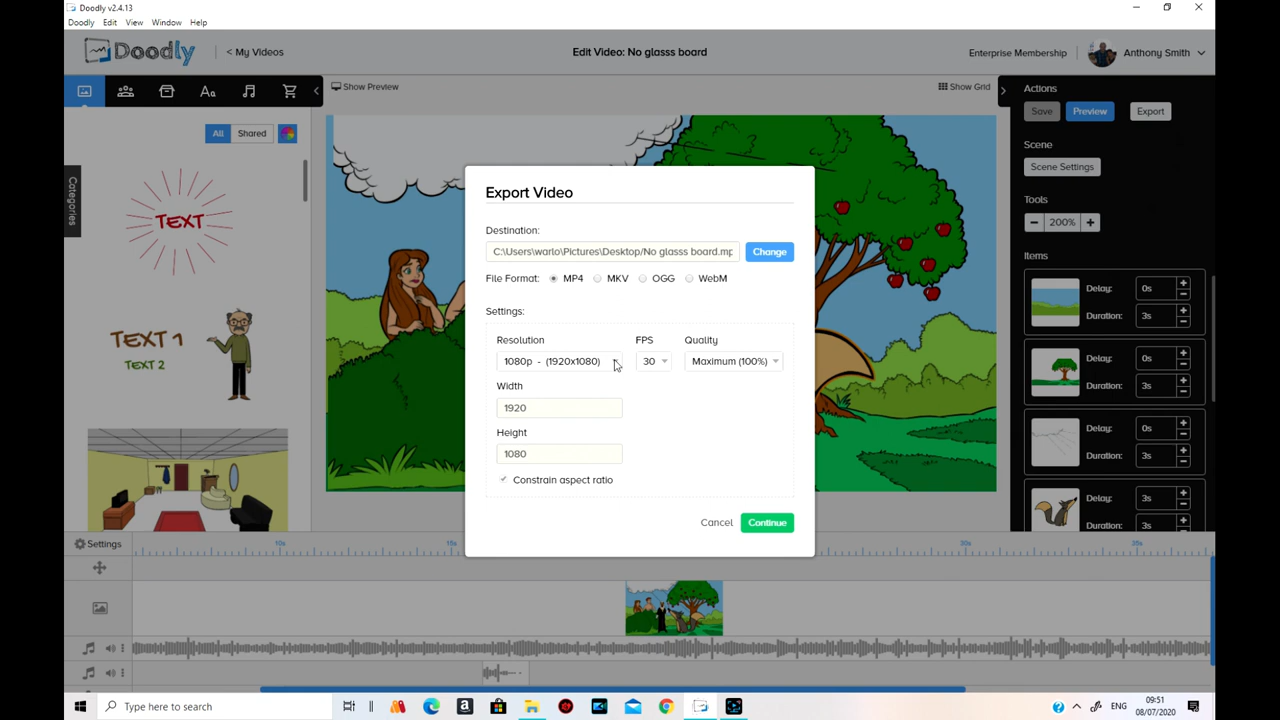 Doodly v2.4.13
Doodly Edit View Window Help
Doodly
< My Videos
Edit Video: No glasss board
Enterprise Membership
Anthony Smith
Show Preview
Show Grid
Actions
Save
Preview
Export
All
Shared
Categories
TEXT
TEXT 1
TEXT 2
Scene
Scene Settings
Tools
200%
Items
Delay: 0s
Duration: 3s
Delay: 0s
Duration: 3s
Delay: 0s
Duration: 3s
Delay: 3s
Duration: 3s
Export Video
Destination:
C:\Users\warlo\Pictures\Desktop/No glasss board.mp
Change
File Format: MP4 MKV OGG WebM
Settings:
Resolution FPS Quality
1080p - (1920x1080) 30 Maximum (100%)
Width
1920
Height
1080
Constrain aspect ratio
Cancel
Continue
Settings
10s
15s
30s
35s
Type here to search
ENG
09:51
08/07/2020